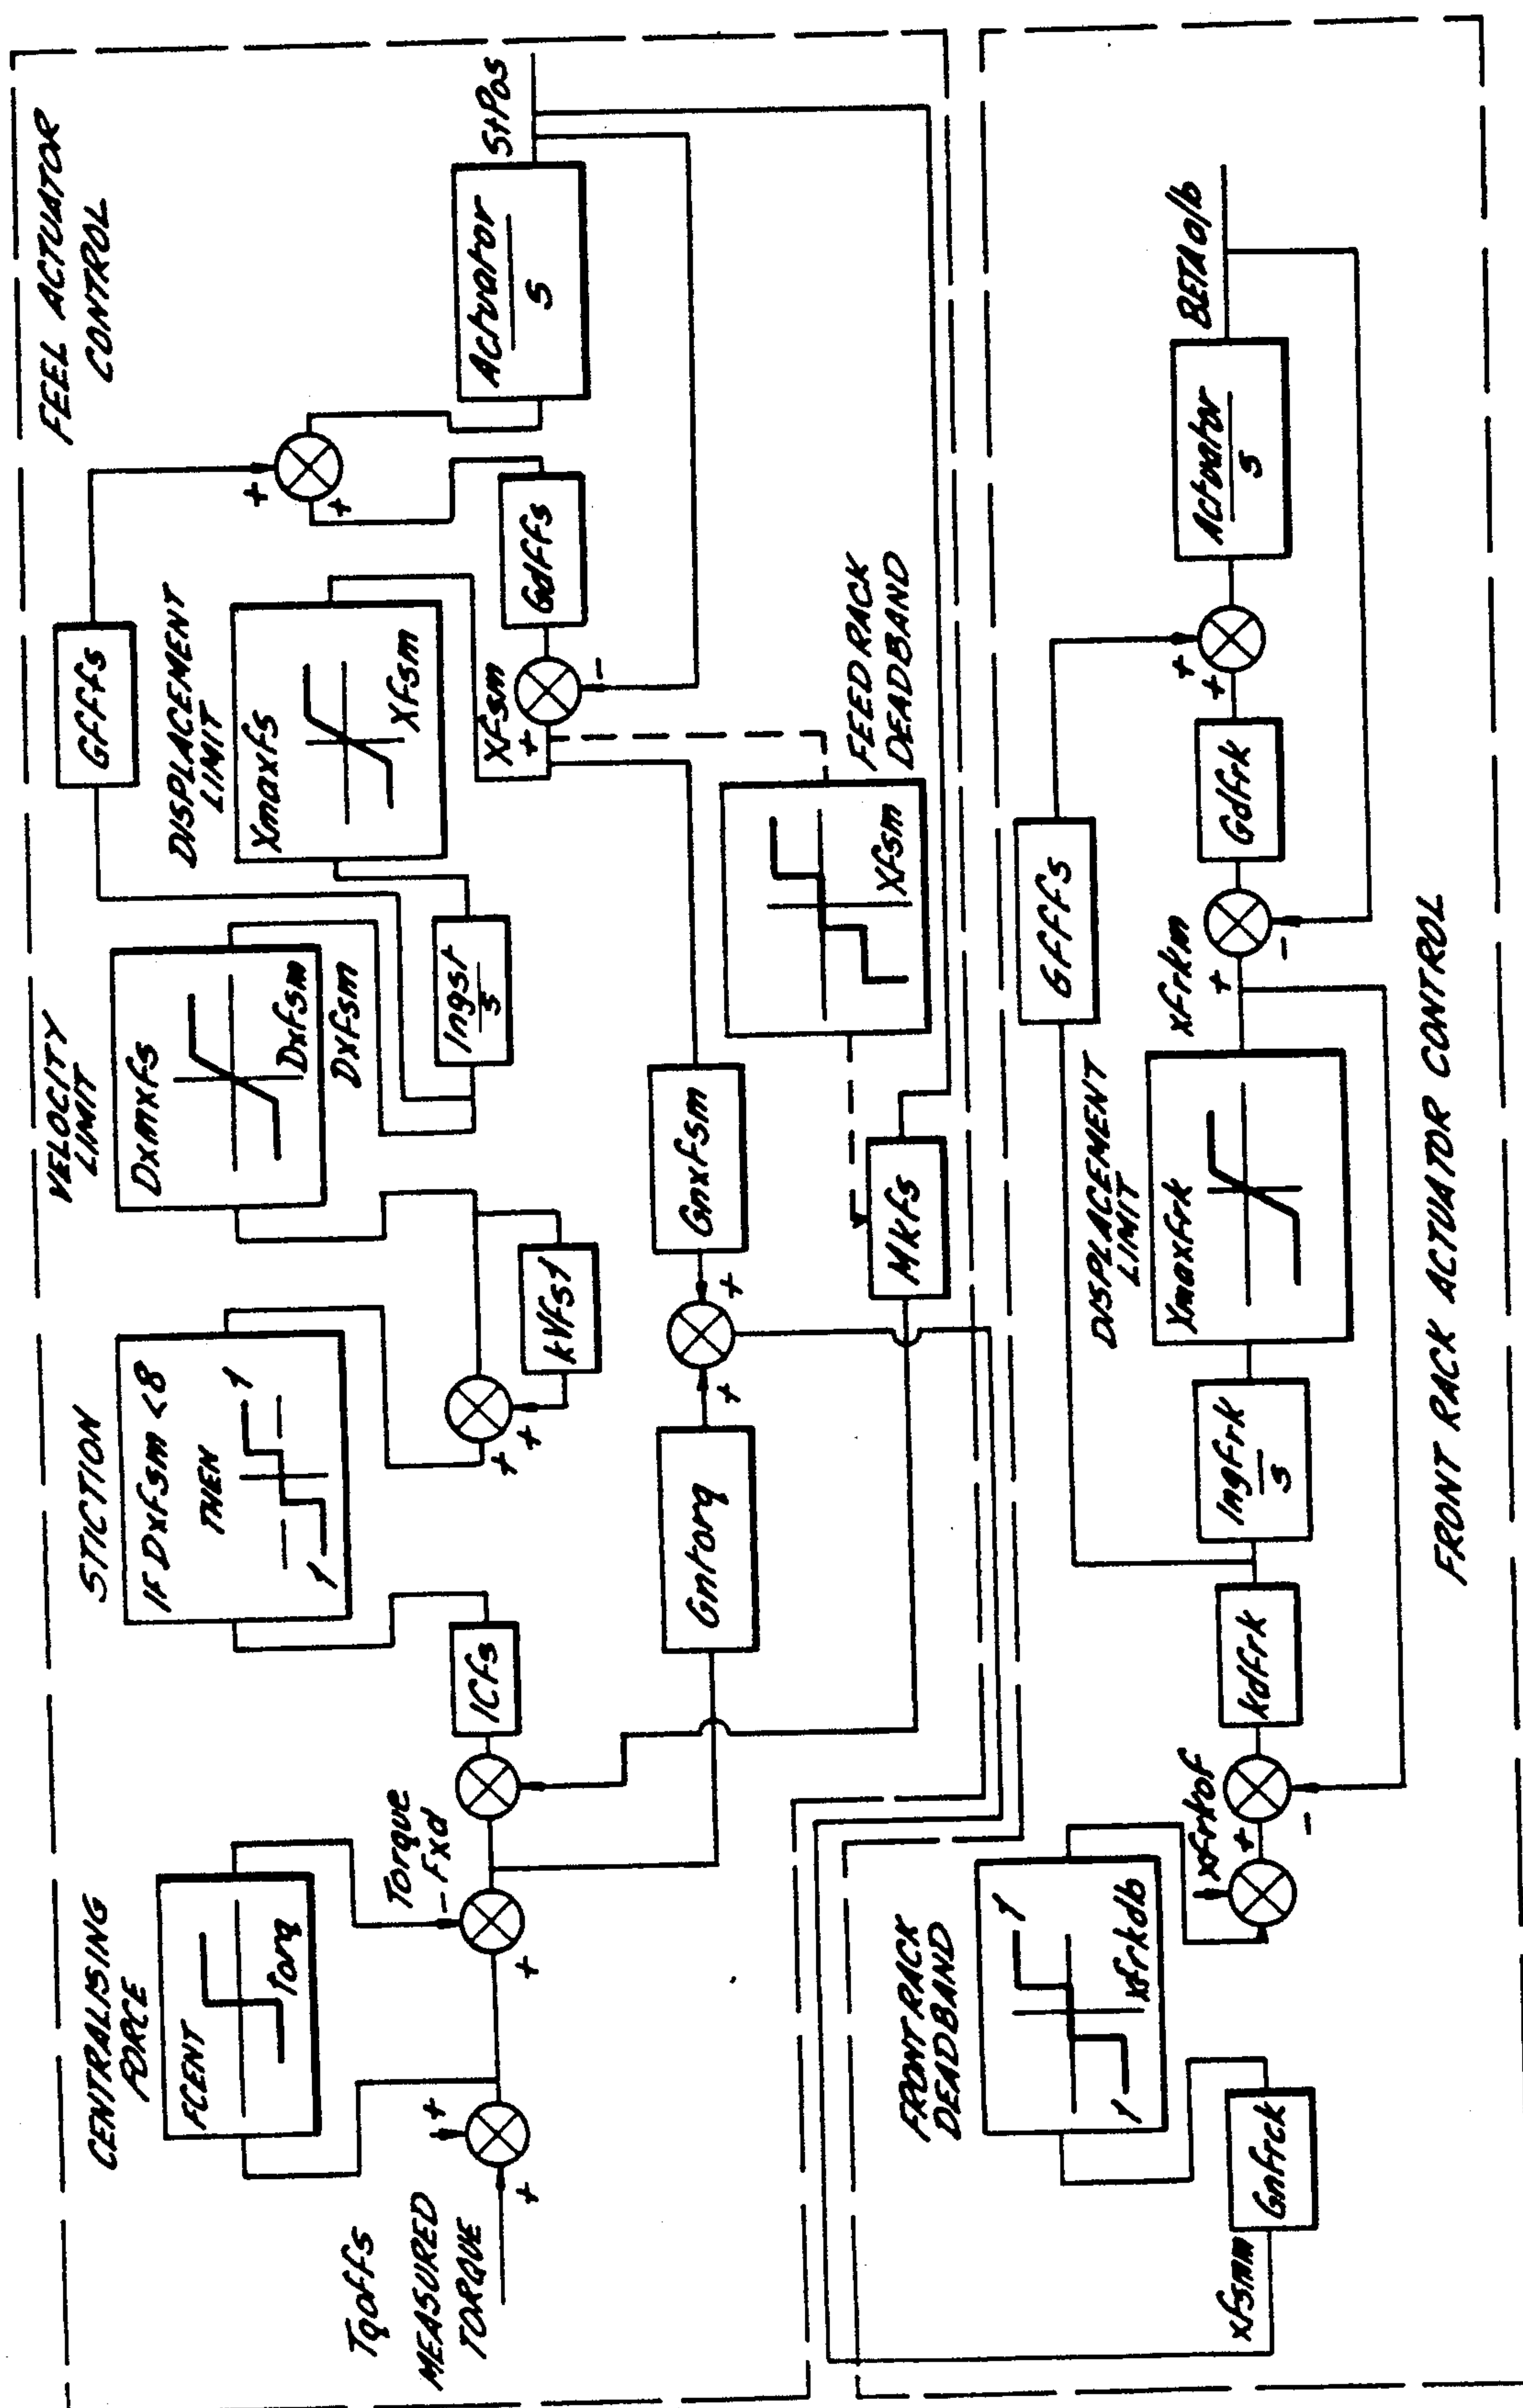 FEEL ACTUATOR
CONTROL
CENTRALISING
FORCE
FCENT
Torq
Tqoffs
MEASURED
TORQUE
+
+
+
-
Torque
Fxd
ICfs
STICTION
IF Dxfsm <8
THEN
1
1
+
+
kVfst
VELOCITY
LIMIT
Dxmxfs
Dxfsm
Dxfsm
Ingst
s
DISPLACEMENT
LIMIT
Xmaxfs
Xfsm
Gfffs
+
+
Xfsm
+
-
Gdffs
Actuator
s
StPos
Gntorq
+
+
Gnxfsm
Mkfs
FEED RACK
DEADBAND
Xfsm
FRONT RACK
DEADBAND
1
1
xfrkdb
xfsmm
Gnfrck
xfrkof
+
-
kdfrk
Ingfrk
s
DISPLACEMENT
LIMIT
Xmaxfrk
Gfffs
xfrkm
+
-
Gdfrk
+
+
Actuator
s
BETA a/b
FRONT RACK ACTUATOR CONTROL